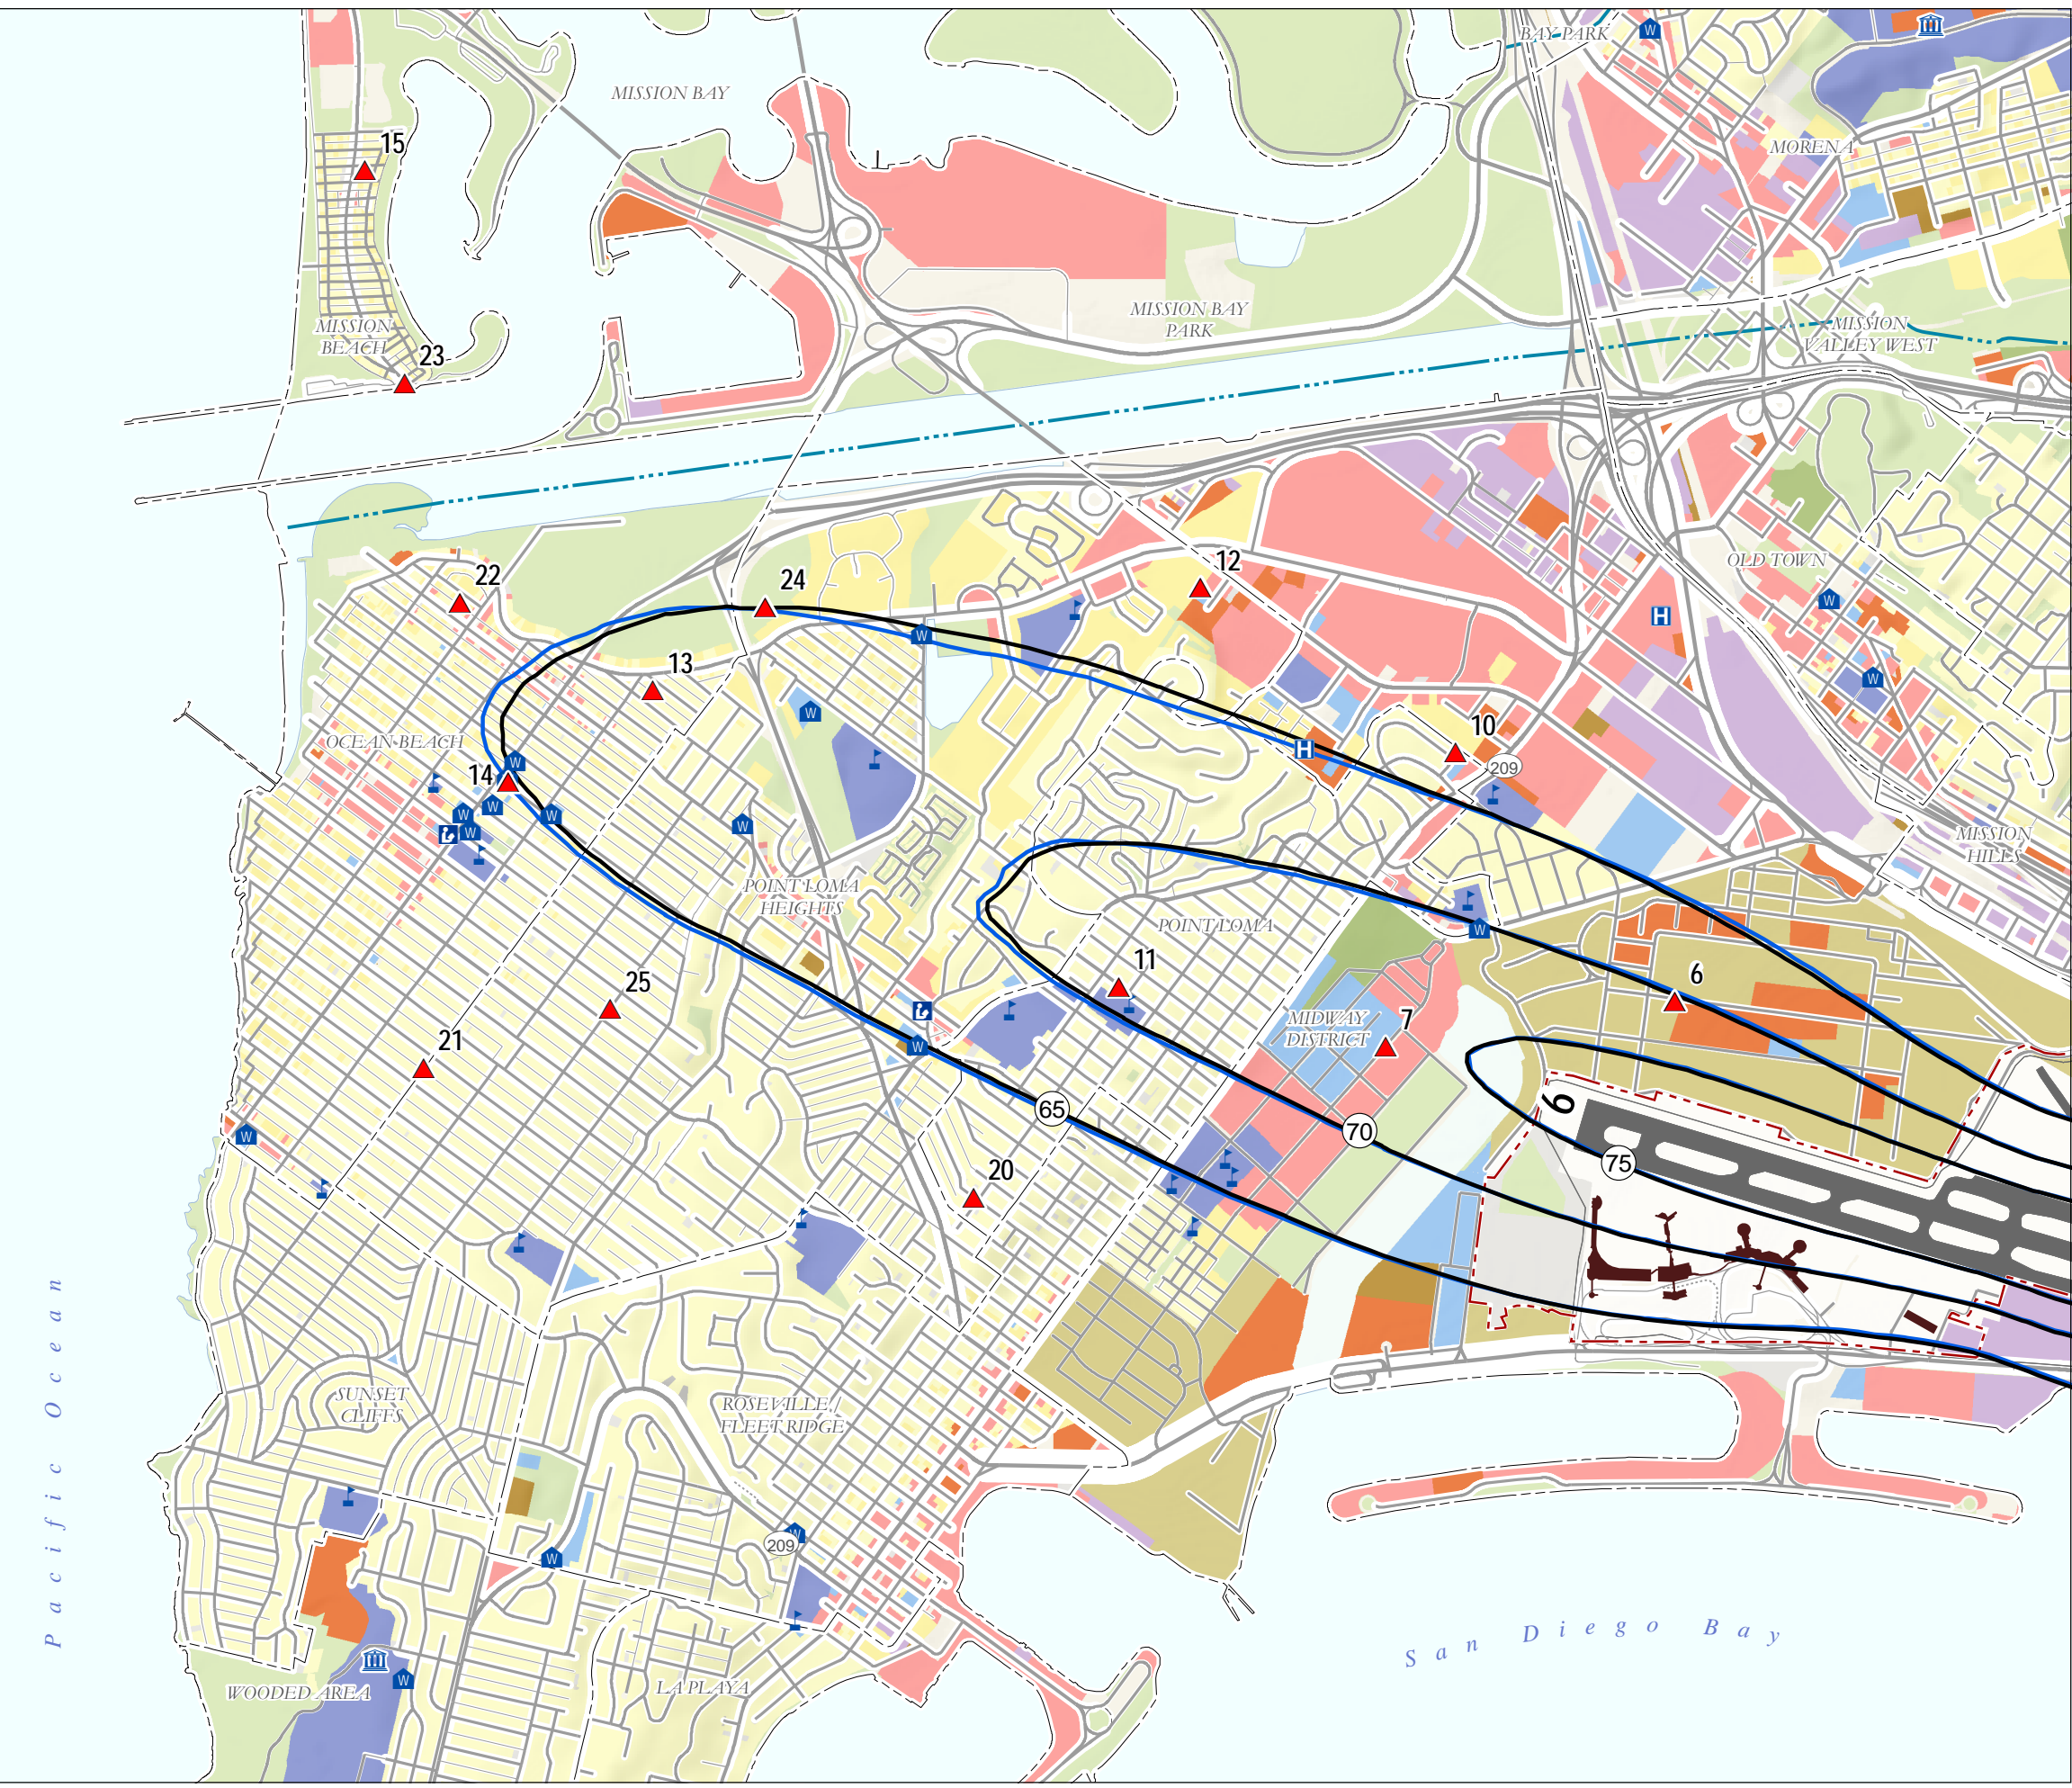 BAY PARK
W
MISSION BAY
15
MORENA
MISSION BAY
PARK
MISSION
BEACH
MISSION
VALLEY WEST
23
12
OLD TOWN
22
24
W
H
W
13
W
W
10
OCEAN BEACH
H
209
14
W
W
W
W
W
W
MISSION
HILLS
POINT LOMA
HEIGHTS
POINT LOMA
W
11
6
25
MIDWAY
DISTRICT
7
21
W
65
70
9
75
W
20
Pacific Ocean
SUNSET
CLIFFS
ROSEVILLE /
FLEET RIDGE
W
209
W
San Diego Bay
WOODED AREA
W
LA PLAYA